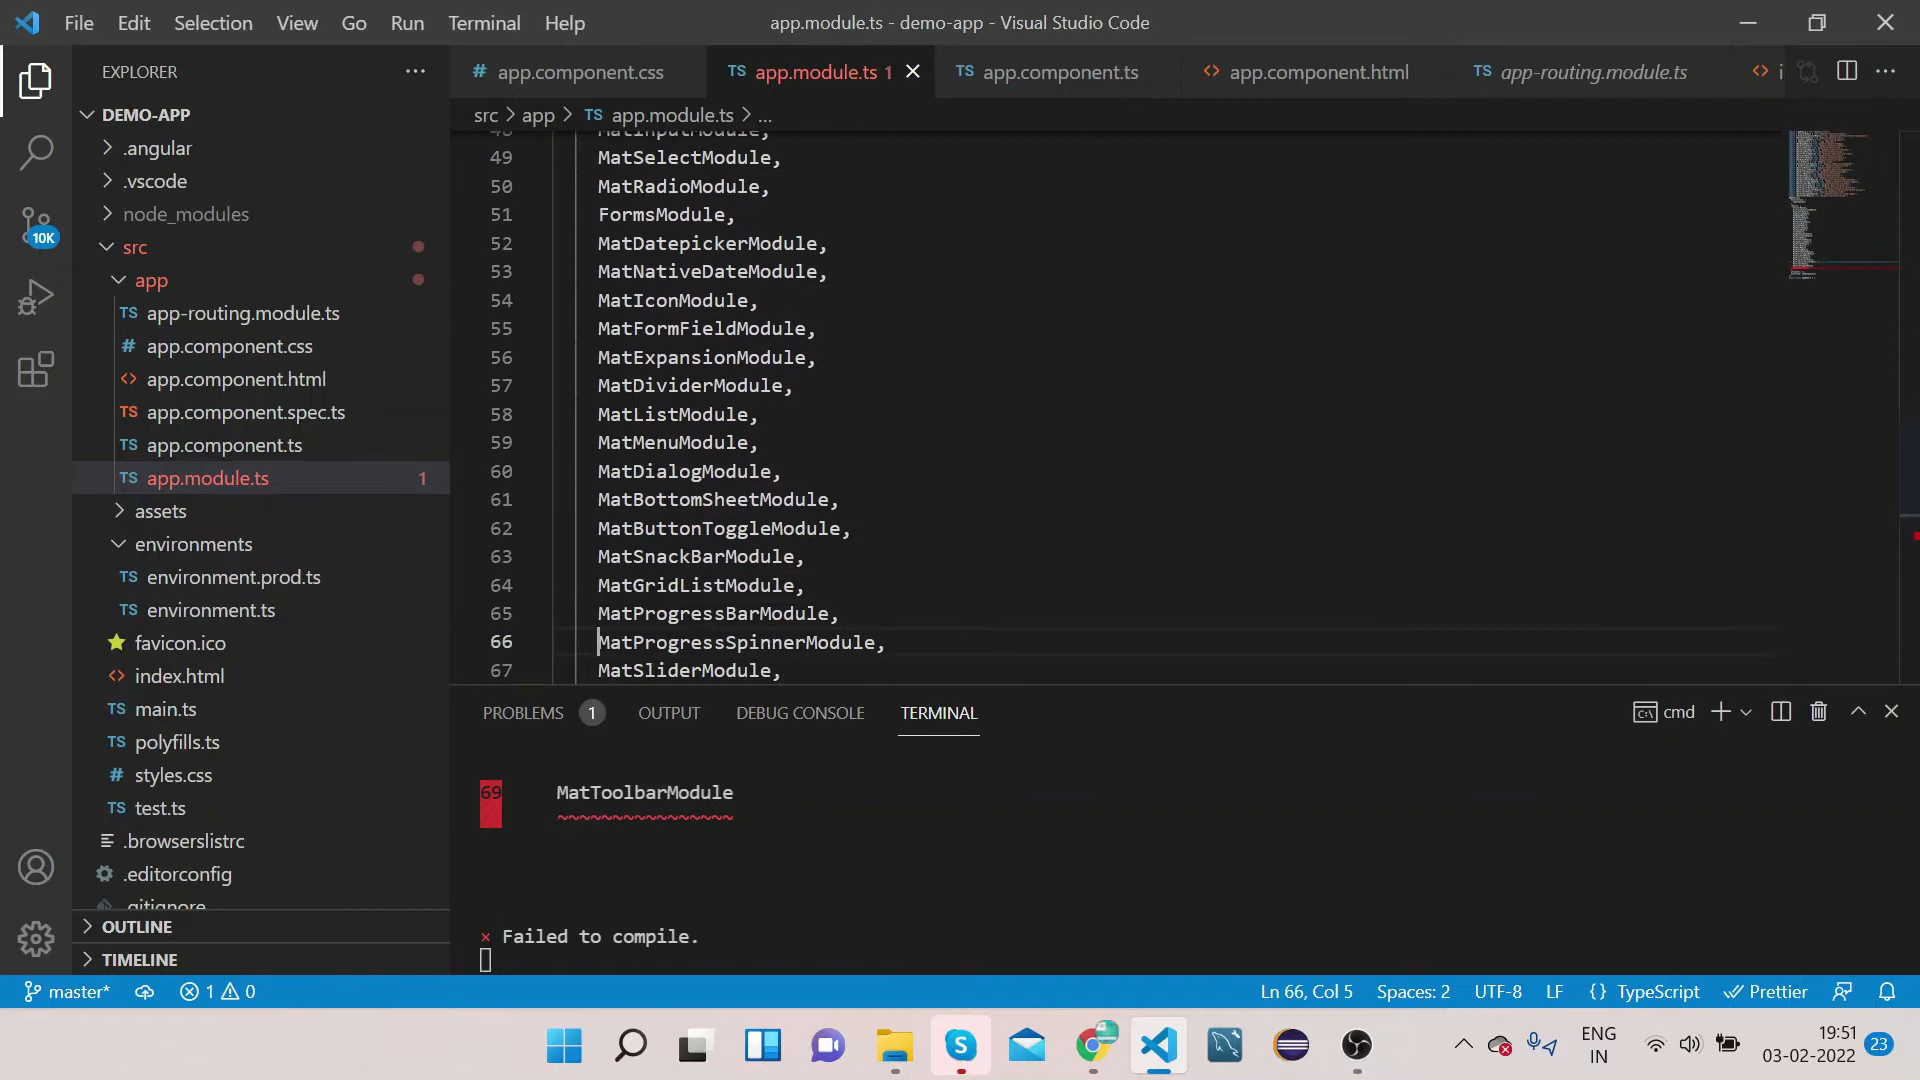 File Edit Selection View Go Run Terminal Help
app.module.ts - demo-app - Visual Studio Code
EXPLORER
DEMO-APP
.angular
.vscode
node_modules
src
app
app-routing.module.ts
app.component.css
app.component.html
app.component.spec.ts
app.component.ts
app.module.ts 1
assets
environments
environment.prod.ts
environment.ts
favicon.ico
index.html
main.ts
polyfills.ts
styles.css
test.ts
.browserslistrc
.editorconfig
.gitignore
OUTLINE
TIMELINE
10K
# app.component.css
TS app.module.ts 1
TS app.component.ts
<> app.component.html
TS app-routing.module.ts
<> i
src > app > TS app.module.ts > ...
48 MatInputModule,
49 MatSelectModule,
50 MatRadioModule,
51 FormsModule,
52 MatDatepickerModule,
53 MatNativeDateModule,
54 MatIconModule,
55 MatFormFieldModule,
56 MatExpansionModule,
57 MatDividerModule,
58 MatListModule,
59 MatMenuModule,
60 MatDialogModule,
61 MatBottomSheetModule,
62 MatButtonToggleModule,
63 MatSnackBarModule,
64 MatGridListModule,
65 MatProgressBarModule,
66 MatProgressSpinnerModule,
67 MatSliderModule,
PROBLEMS 1 OUTPUT DEBUG CONSOLE TERMINAL
cmd
69 MatToolbarModule
~~~~~~~~~~~~~~~~
× Failed to compile.
master* 1 0
Ln 66, Col 5 Spaces: 2 UTF-8 LF {} TypeScript Prettier
ENG
IN
19:51
03-02-2022
23